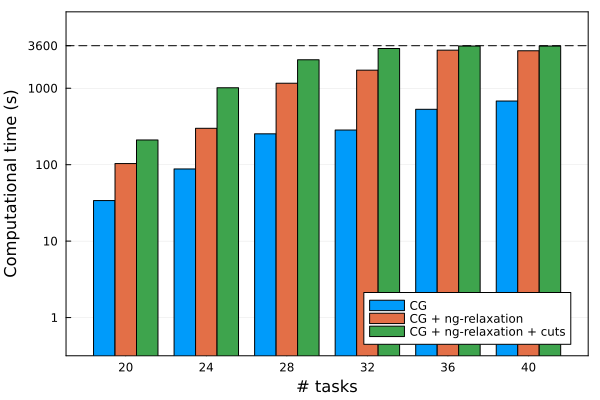 Computational time (s)
3600
1000
100
10
1
20 24 28 32 36 40
# tasks
CG
CG + ng-relaxation
CG + ng-relaxation + cuts